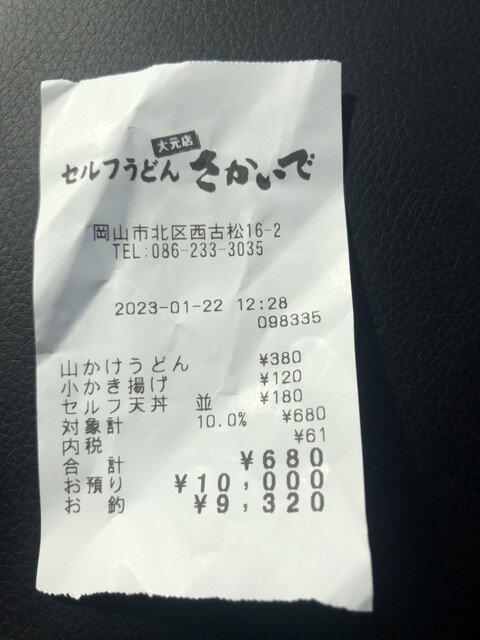 大元店
セルフうどん さかいで
岡山市北区西古松16-2
TEL:086-233-3035
2023-01-22 12:28
098335
山かけうどん ¥380
小かき揚げ ¥120
セルフ天丼 並 ¥180
対象計 10.0% ¥680
内税 ¥61
合 計 ¥680
お預り ¥10,000
お 釣 ¥9,320